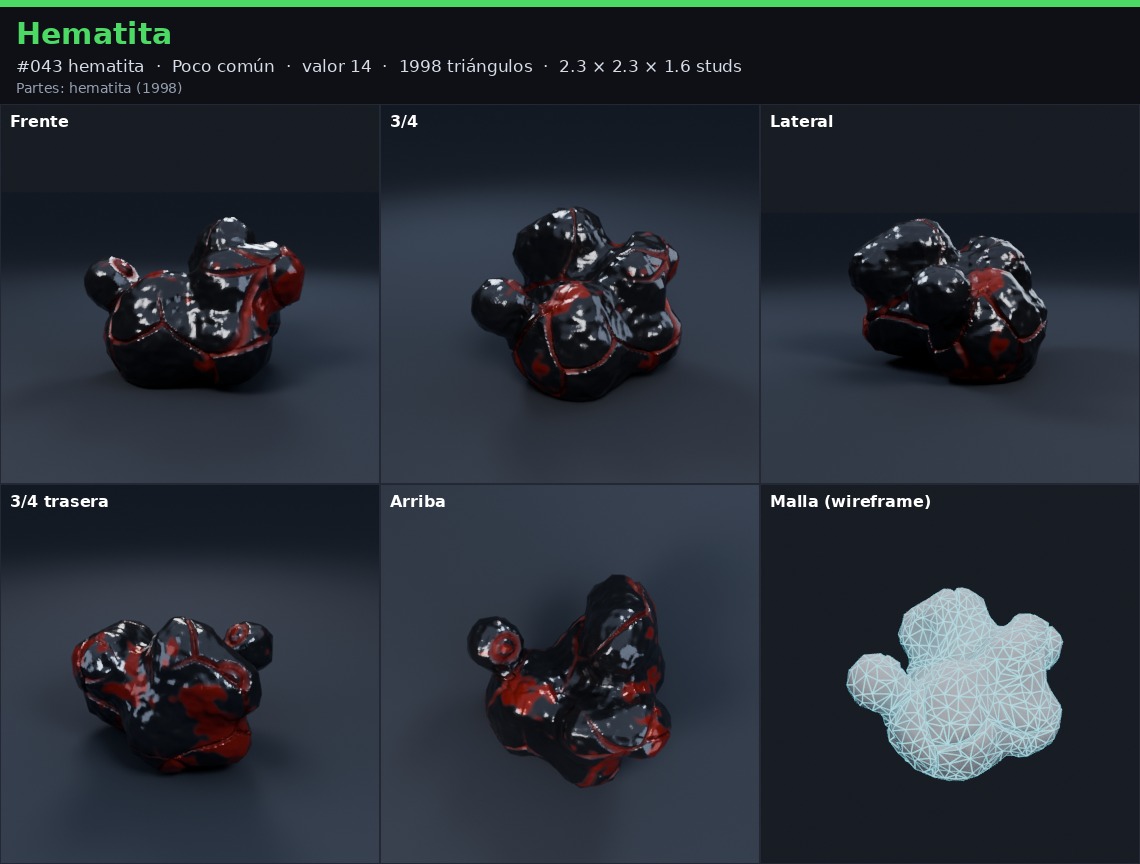 Hematita
#043 hematita · Poco común · valor 14 · 1998 triángulos · 2.3 × 2.3 × 1.6 studs
Partes: hematita (1998)
Frente
3/4
Lateral
3/4 trasera
Arriba
Malla (wireframe)